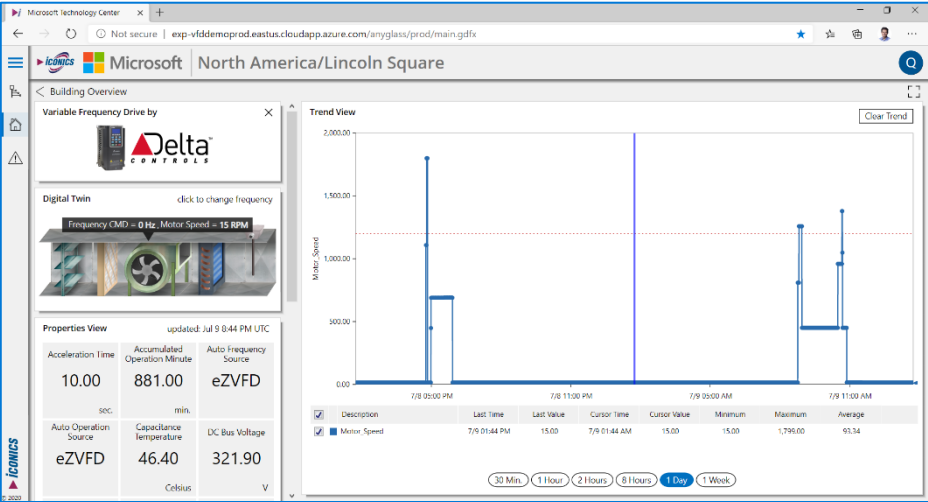 Microsoft Technology Center
Not secure | exp-vfddemoprod.eastus.cloudapp.azure.com/anyglass/prod/main.gdfx
ICONICS Microsoft | North America/Lincoln Square Q
Building Overview
Variable Frequency Drive by
Delta
CONTROLS
Digital Twin click to change frequency
Frequency CMD = 0 Hz, Motor Speed = 15 RPM
Properties View updated: Jul 9 8:44 PM UTC
Acceleration Time
10.00
sec.
Accumulated
Operation Minute
881.00
min.
Auto Frequency
Source
eZVFD
Auto Operation
Source
eZVFD
Capacitance
Temperature
46.40
Celsius
DC Bus Voltage
321.90
V
Trend View
Clear Trend
Motor_Speed
2,000.00
1,500.00
1,000.00
500.00
0.00
7/8 05:00 PM 7/8 11:00 PM 7/9 05:00 AM 7/9 11:00 AM
Description Last Time Last Value Cursor Time Cursor Value Minimum Maximum Average
Motor_Speed 7/9 01:44 PM 15.00 7/9 01:44 AM 15.00 15.00 1,799.00 93.34
30 Min. 1 Hour 2 Hours 8 Hours 1 Day 1 Week
ICONICS
© 2020